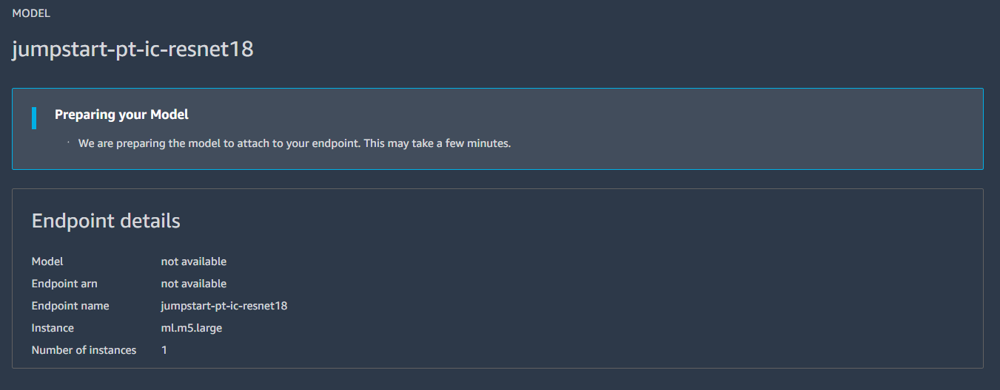 MODEL
jumpstart-pt-ic-resnet18
Preparing your Model
· We are preparing the model to attach to your endpoint. This may take a few minutes.
Endpoint details
Model not available
Endpoint arn not available
Endpoint name jumpstart-pt-ic-resnet18
Instance ml.m5.large
Number of instances 1